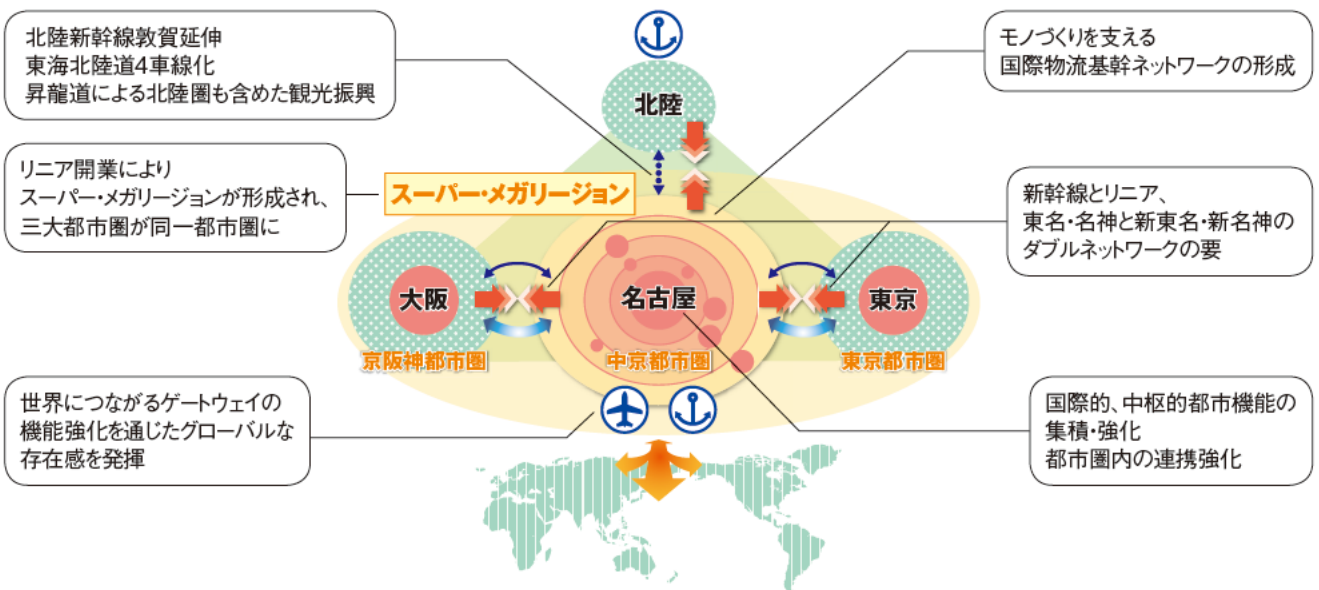 北陸新幹線敦賀延伸
東海北陸道4車線化
昇龍道による北陸圏も含めた観光振興
モノづくりを支える
国際物流基幹ネットワークの形成
北陸
リニア開業により
スーパー・メガリージョンが形成され、
三大都市圏が同一都市圏に
スーパー・メガリージョン
新幹線とリニア、
東名・名神と新東名・新名神の
ダブルネットワークの要
大阪
名古屋
東京
京阪神都市圏
中京都市圏
東京都市圏
世界につながるゲートウェイの
機能強化を通じたグローバルな
存在感を発揮
国際的、中枢的都市機能の
集積・強化
都市圏内の連携強化